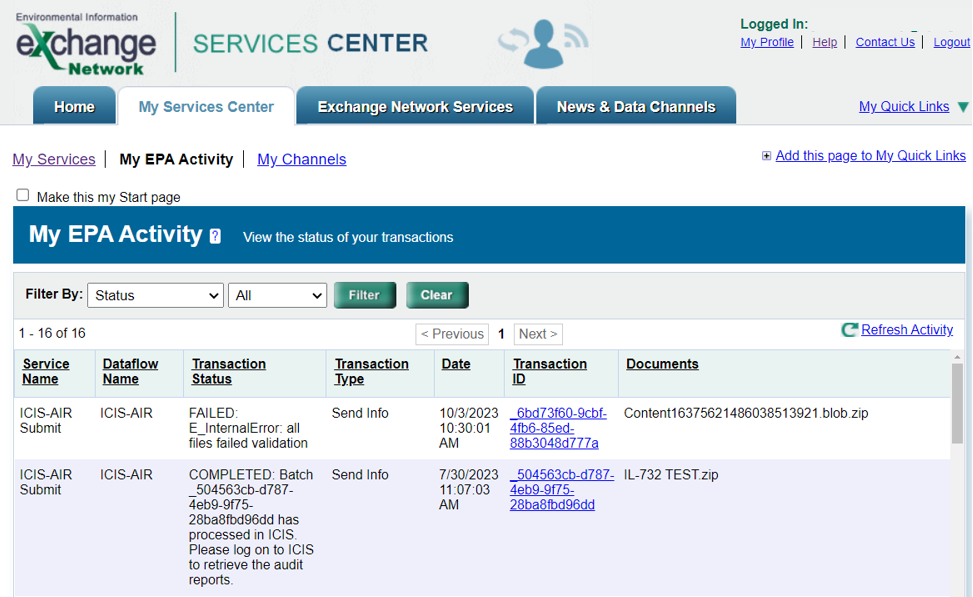 Environmental Information
eXchange
Network
SERVICES CENTER
Logged In:
My Profile | Help | Contact Us | Logout
Home
My Services Center
Exchange Network Services
News & Data Channels
My Quick Links
My Services | My EPA Activity | My Channels
Add this page to My Quick Links
Make this my Start page
My EPA Activity ? View the status of your transactions
Filter By: Status All Filter Clear
1 - 16 of 16
< Previous 1 Next >
Refresh Activity
Service
Name
Dataflow
Name
Transaction
Status
Transaction
Type
Date
Transaction
ID
Documents
ICIS-AIR
Submit
ICIS-AIR
FAILED:
E_InternalError: all
files failed validation
Send Info
10/3/2023
10:30:01
AM
_6bd73f60-9cbf-
4fb6-85ed-
88b3048d777a
Content16375621486038513921.blob.zip
ICIS-AIR
Submit
ICIS-AIR
COMPLETED: Batch
_504563cb-d787-
4eb9-9f75-
28ba8fbd96dd has
processed in ICIS.
Please log on to ICIS
to retrieve the audit
reports.
Send Info
7/30/2023
11:07:03
AM
_504563cb-d787-
4eb9-9f75-
28ba8fbd96dd
IL-732 TEST.zip